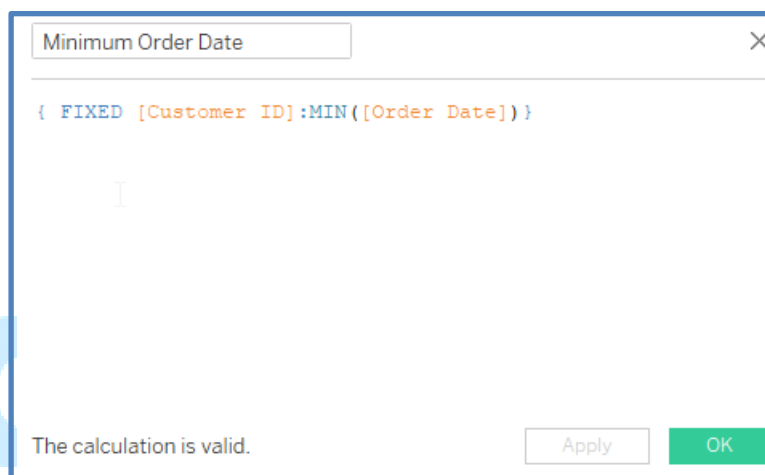 Minimum Order Date
{ FIXED [Customer ID]:MIN([Order Date])}
The calculation is valid.
Apply
OK